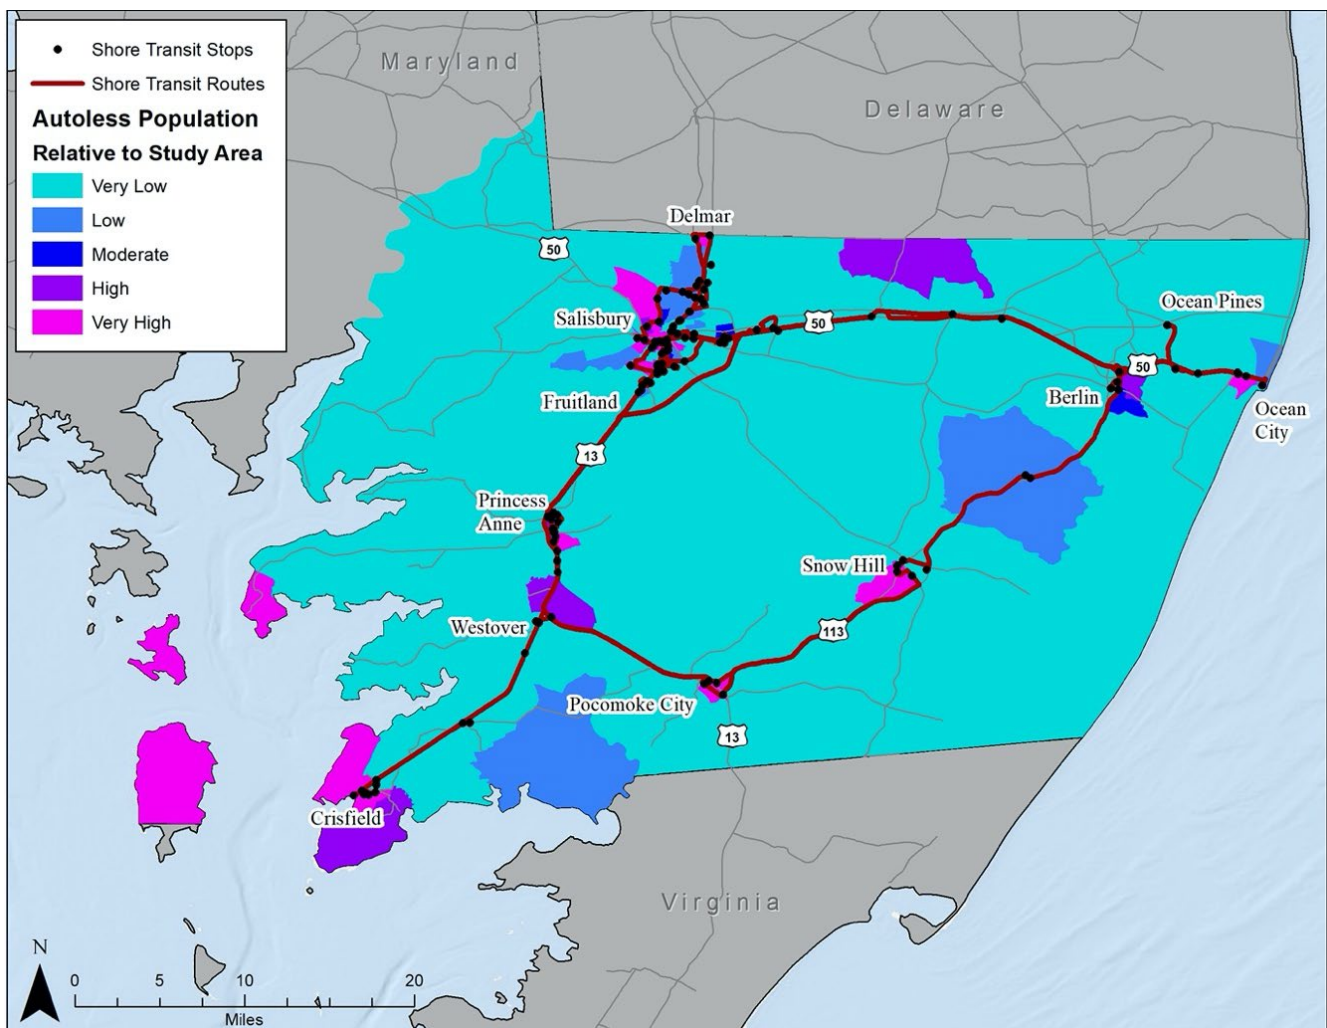 Shore Transit Stops
Shore Transit Routes
Autoless Population
Relative to Study Area
Very Low
Low
Moderate
High
Very High
Maryland
Delaware
Delmar
50
Salisbury
50
Ocean Pines
50
Fruitland
Berlin
Ocean
City
13
Princess
Anne
Snow Hill
Westover
113
Pocomoke City
13
Crisfield
Virginia
N
0 5 10 20
Miles